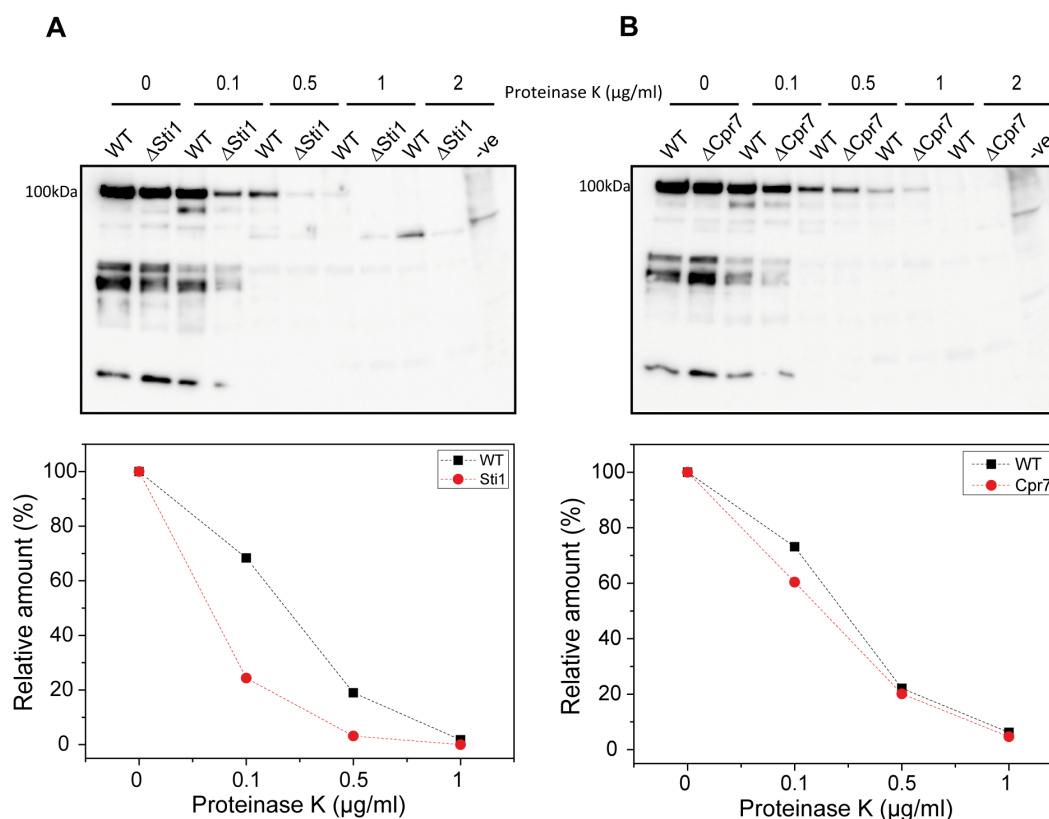 A
B
0 0.1 0.5 1 2
Proteinase K (µg/ml)
0 0.1 0.5 1 2
WT ΔSti1 WT ΔSti1 WT ΔSti1 WT ΔSti1 WT ΔSti1 -ve
WT ΔCpr7 WT ΔCpr7 WT ΔCpr7 WT ΔCpr7 WT ΔCpr7 -ve
100kDa
100kDa
WT
Sti1
100
80
60
40
20
0
Relative amount (%)
0 0.1 0.5 1
Proteinase K (µg/ml)
WT
Cpr7
100
80
60
40
20
0
Relative amount (%)
0 0.1 0.5 1
Proteinase K (µg/ml)